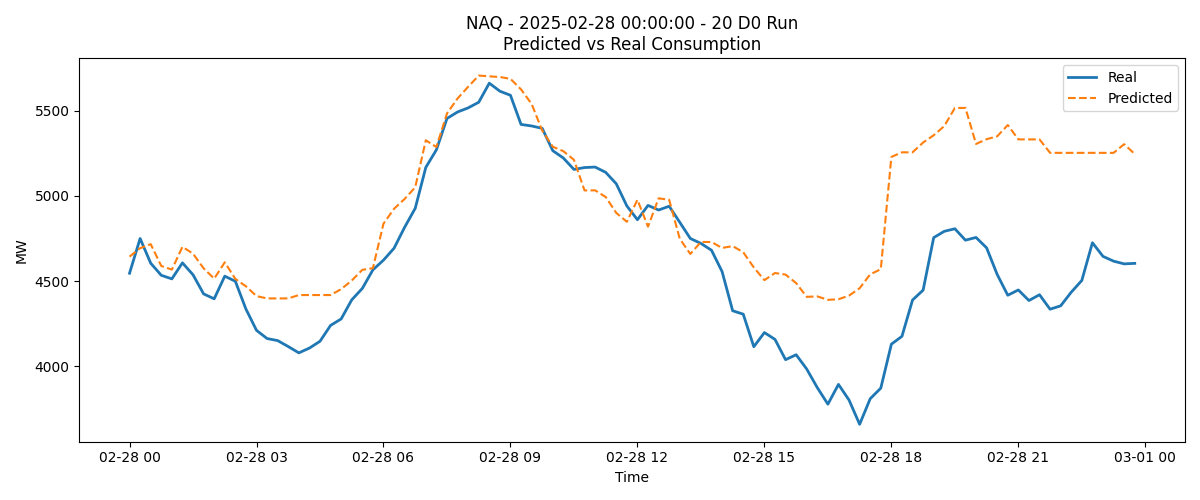 NAQ - 2025-02-28 00:00:00 - 20 D0 Run
Predicted vs Real Consumption
Real
Predicted
MW
5500
5000
4500
4000
02-28 00
02-28 03
02-28 06
02-28 09
02-28 12
02-28 15
02-28 18
02-28 21
03-01 00
Time